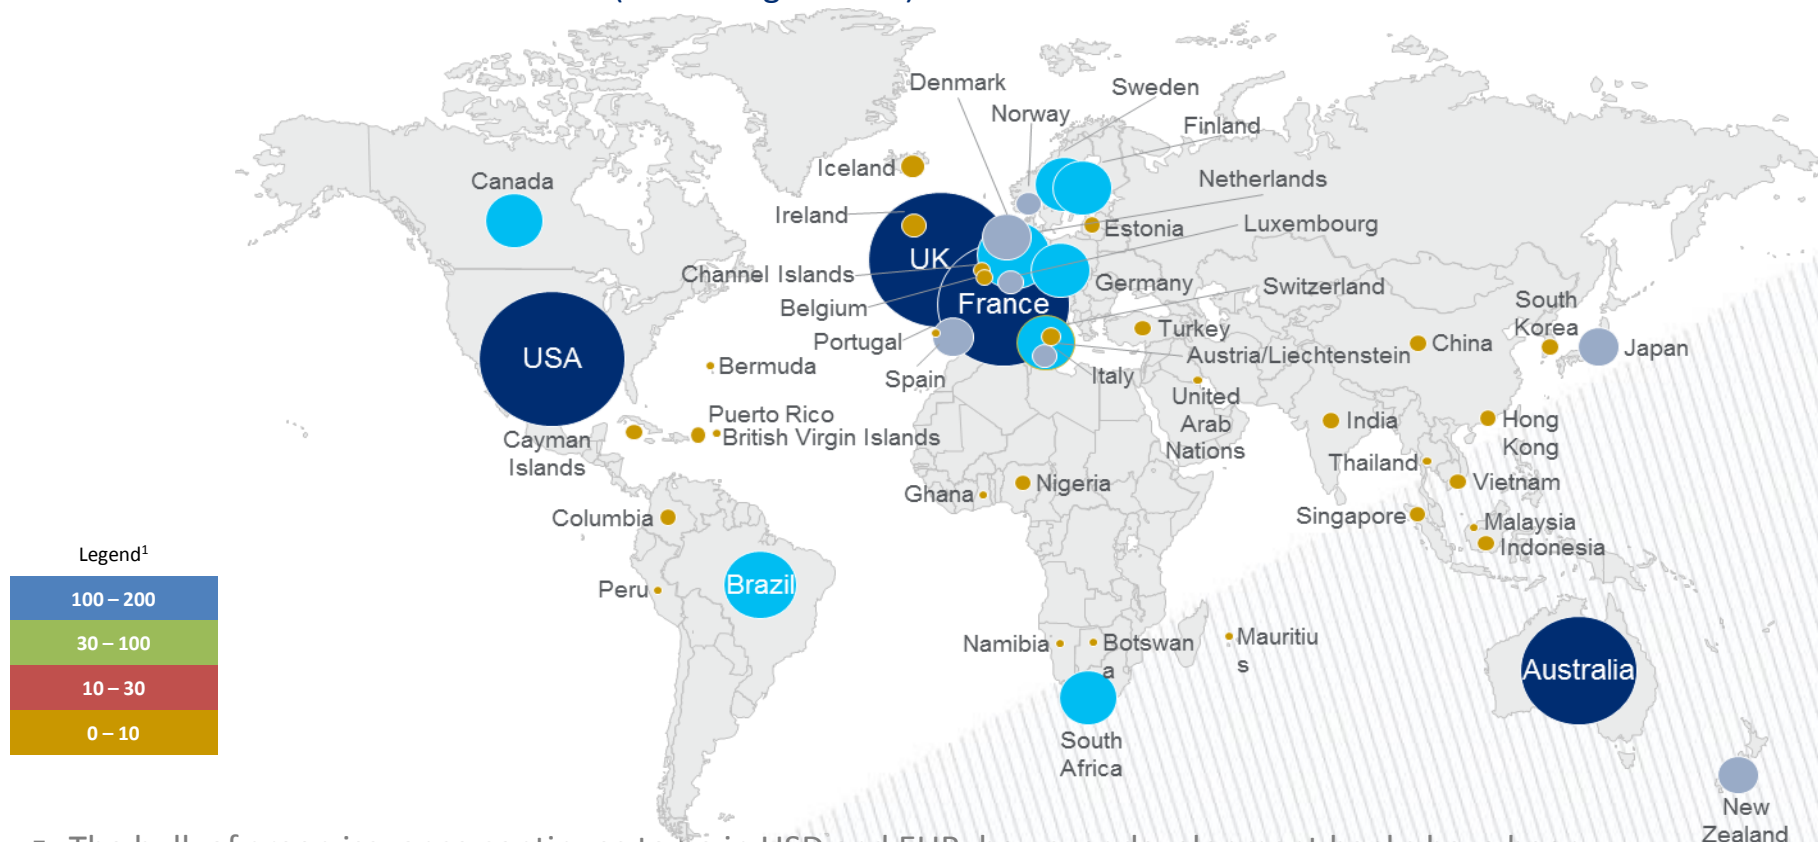 Denmark
Sweden
Norway
Finland
Iceland
Canada
Netherlands
Ireland
Estonia
Luxembourg
UK
Channel Islands
Germany
Switzerland
Belgium
France
South
Korea
Portugal
Turkey
China
Japan
USA
Bermuda
Austria/Liechtenstein
Spain
Italy
United
Arab
Nations
Puerto Rico
British Virgin Islands
Cayman
Islands
India
Hong
Kong
Thailand
Ghana
Nigeria
Vietnam
Columbia
Singapore
Malaysia
Indonesia
Legend1
100 – 200
30 – 100
10 – 30
0 – 10
Peru
Brazil
Namibia
Botswan
a
Mauritiu
s
Australia
South
Africa
New
Zealand